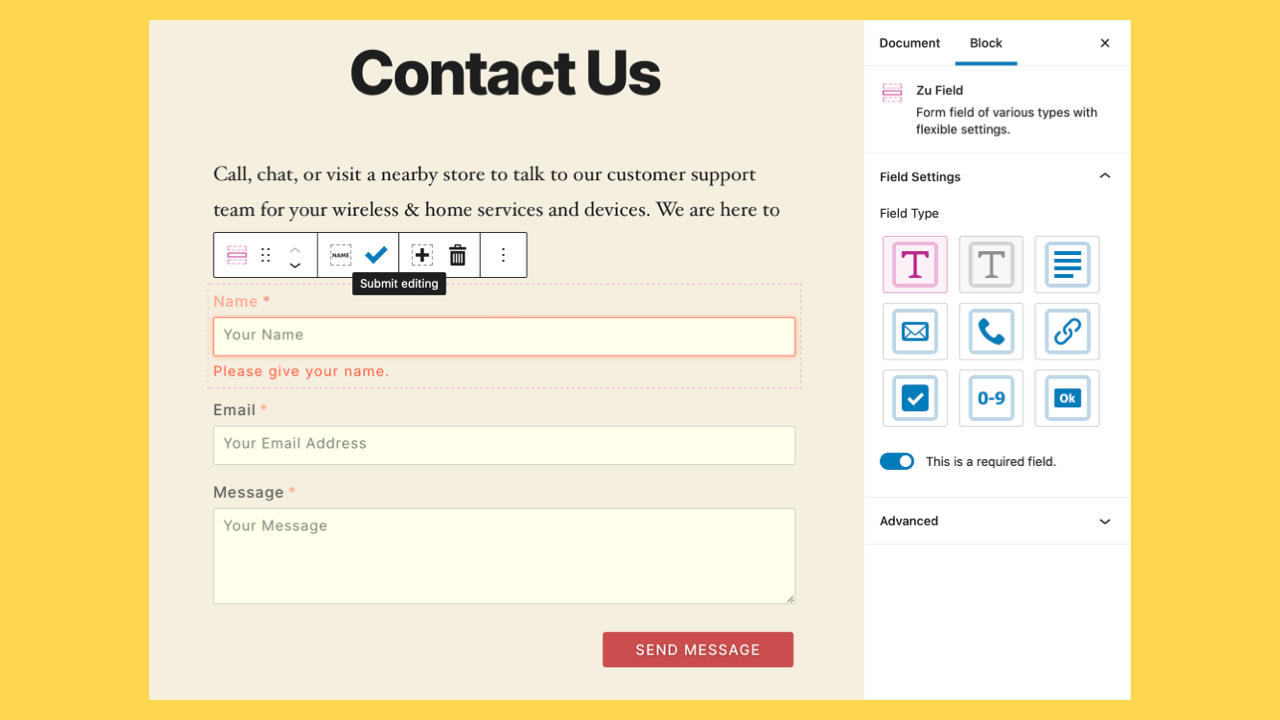 Contact Us
Call, chat, or visit a nearby store to talk to our customer support
team for your wireless & home services and devices. We are here to
NAME
Submit editing
Name *
Your Name
Please give your name.
Email *
Your Email Address
Message *
Your Message
SEND MESSAGE
Document Block
Zu Field
Form field of various types with
flexible settings.
Field Settings
Field Type
T T
0-9 Ok
This is a required field.
Advanced